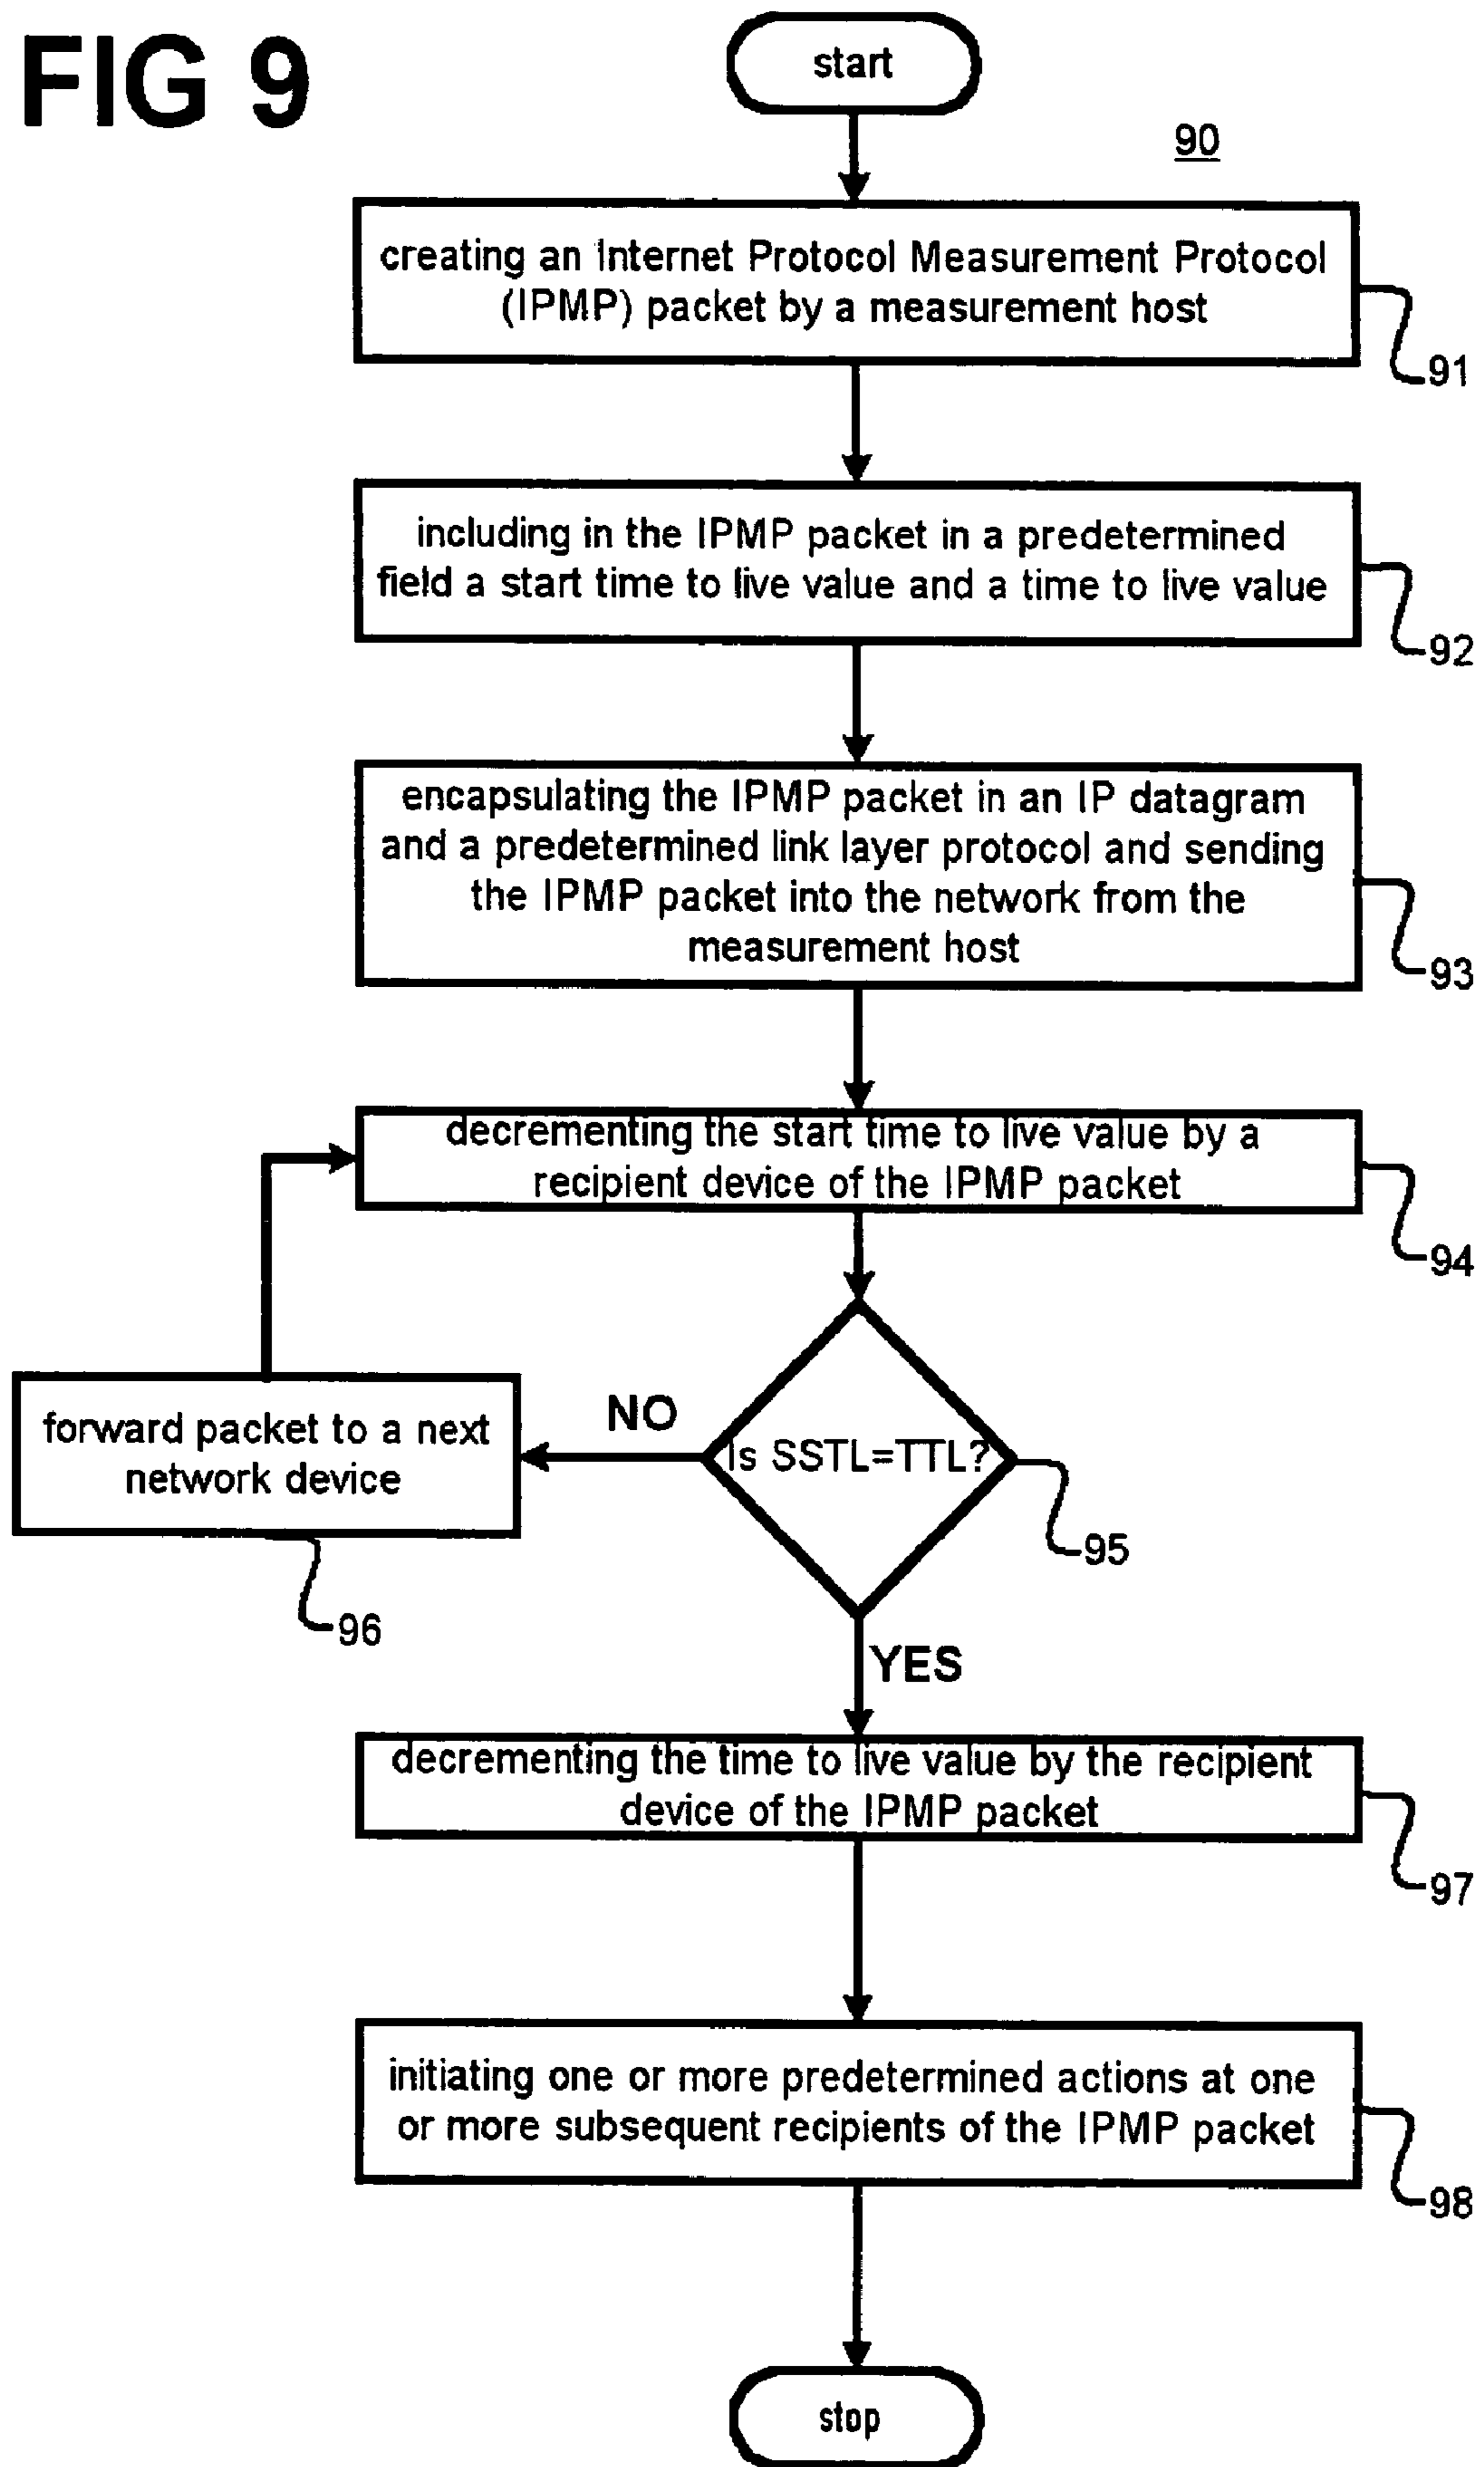 FIG 9
start
90
creating an Internet Protocol Measurement Protocol
(IPMP) packet by a measurement host
91
including in the IPMP packet in a predetermined
field a start time to live value and a time to live value
92
encapsulating the IPMP packet in an IP datagram
and a predetermined link layer protocol and sending
the IPMP packet into the network from the
measurement host
93
decrementing the start time to live value by a
recipient device of the IPMP packet
94
Is SSTL=TTL?
95
NO
forward packet to a next
network device
96
YES
decrementing the time to live value by the recipient
device of the IPMP packet
97
initiating one or more predetermined actions at one
or more subsequent recipients of the IPMP packet
98
stop